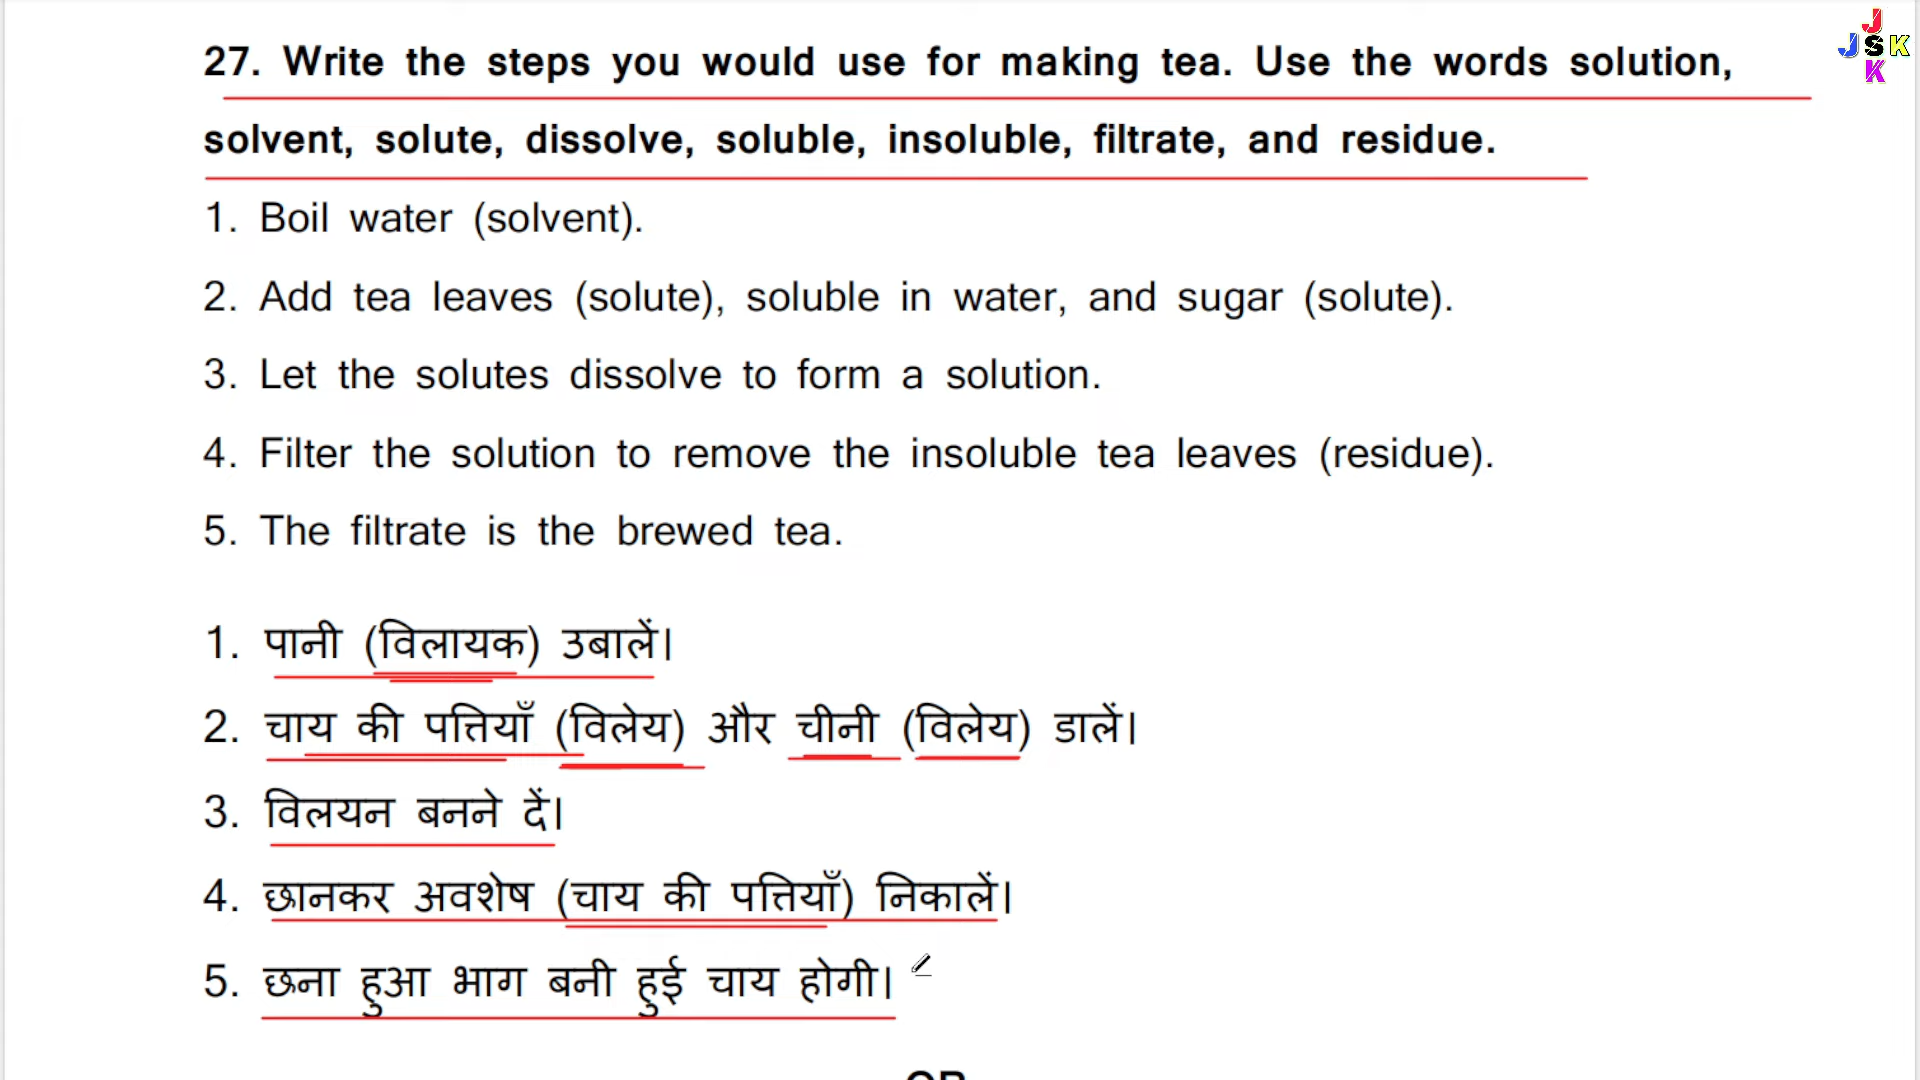 27. Write the steps you would use for making tea. Use the words solution,
solvent, solute, dissolve, soluble, insoluble, filtrate, and residue.
1. Boil water (solvent).
2. Add tea leaves (solute), soluble in water, and sugar (solute).
3. Let the solutes dissolve to form a solution.
4. Filter the solution to remove the insoluble tea leaves (residue).
5. The filtrate is the brewed tea.
1. पानी (विलायक) उबालें।
2. चाय की पत्तियाँ (विलेय) और चीनी (विलेय) डालें।
3. विलयन बनने दें।
4. छानकर अवशेष (चाय की पत्तियाँ) निकालें।
5. छना हुआ भाग बनी हुई चाय होगी।
OR
J
JSK
K